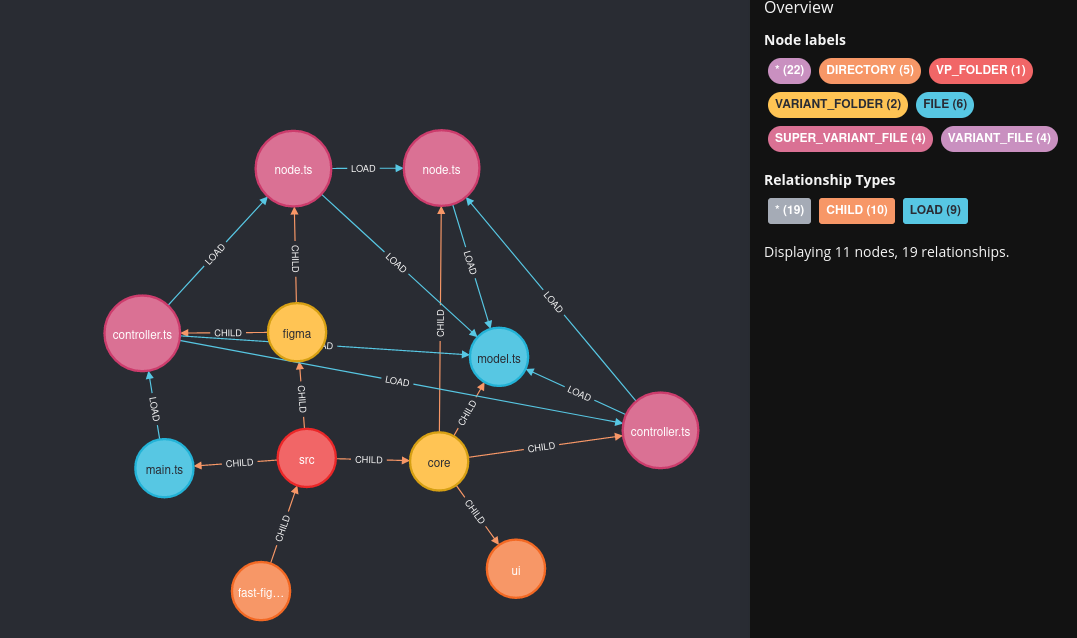 Overview
Node labels
* (22) DIRECTORY (5) VP_FOLDER (1)
VARIANT_FOLDER (2) FILE (6)
SUPER_VARIANT_FILE (4) VARIANT_FILE (4)
Relationship Types
* (19) CHILD (10) LOAD (9)
Displaying 11 nodes, 19 relationships.
node.ts LOAD node.ts
LOAD CHILD LOAD LOAD
LOAD
CHILD
controller.ts CHILD figma
AD
model.ts
LOAD
LOAD
CHILD
LOAD
CHILD
controller.ts
CHILD
main.ts CHILD src CHILD core
CHILD
CHILD
fast-fig…
ui